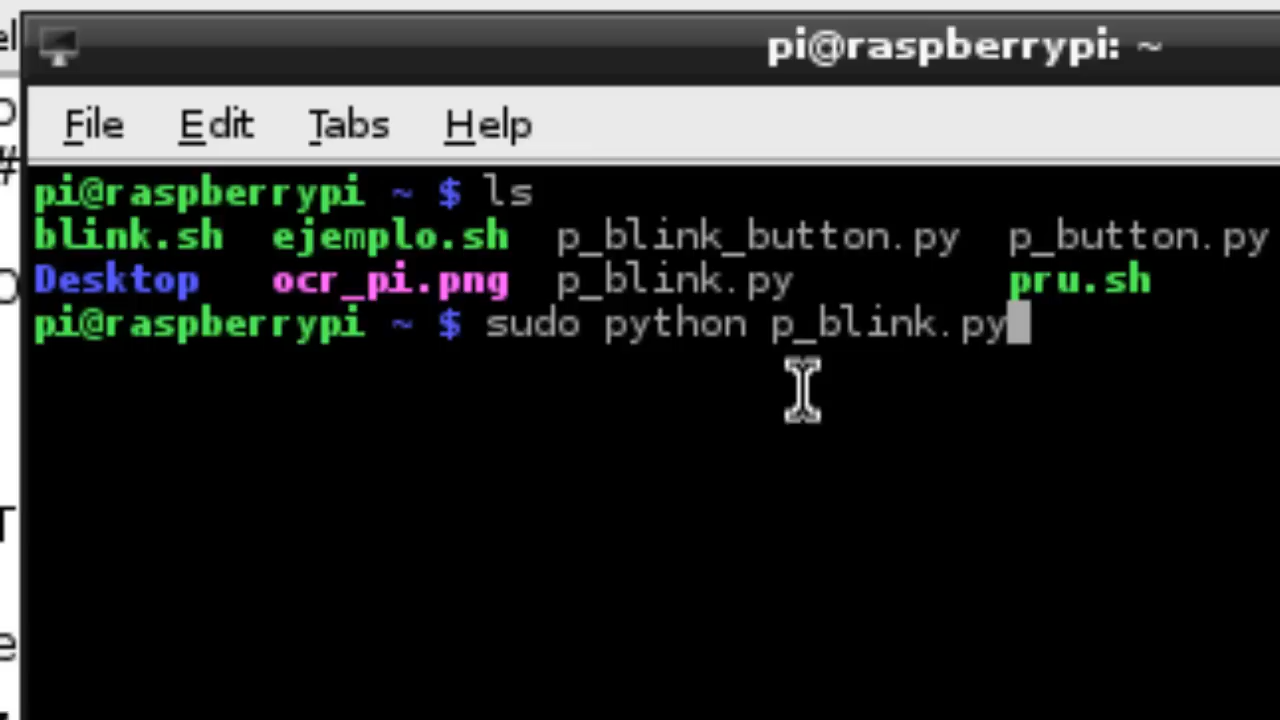 el
pi@raspberrypi: ~
File Edit Tabs Help
#
pi@raspberrypi ~ $ ls
blink.sh ejemplo.sh p_blink_button.py p_button.py
Desktop ocr_pi.png p_blink.py pru.sh
pi@raspberrypi ~ $ sudo python p_blink.py
T
e